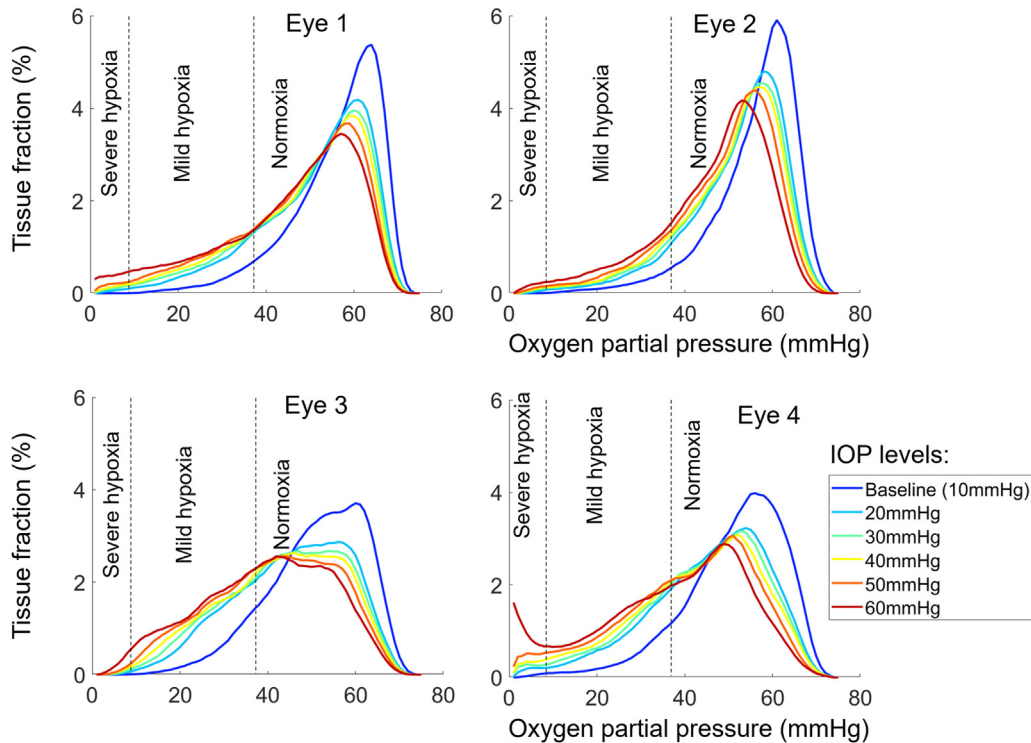 Eye 1
Tissue fraction (%)
6
4
2
0
Severe hypoxia
Mild hypoxia
Normoxia
0
20
40
60
80
Eye 2
6
4
2
0
Severe hypoxia
Mild hypoxia
Normoxia
0
20
40
60
80
Oxygen partial pressure (mmHg)
Eye 3
Tissue fraction (%)
6
4
2
0
Severe hypoxia
Mild hypoxia
Normoxia
0
20
40
60
80
Eye 4
6
4
2
0
Severe hypoxia
Mild hypoxia
Normoxia
0
20
40
60
80
Oxygen partial pressure (mmHg)
IOP levels:
Baseline (10mmHg)
20mmHg
30mmHg
40mmHg
50mmHg
60mmHg